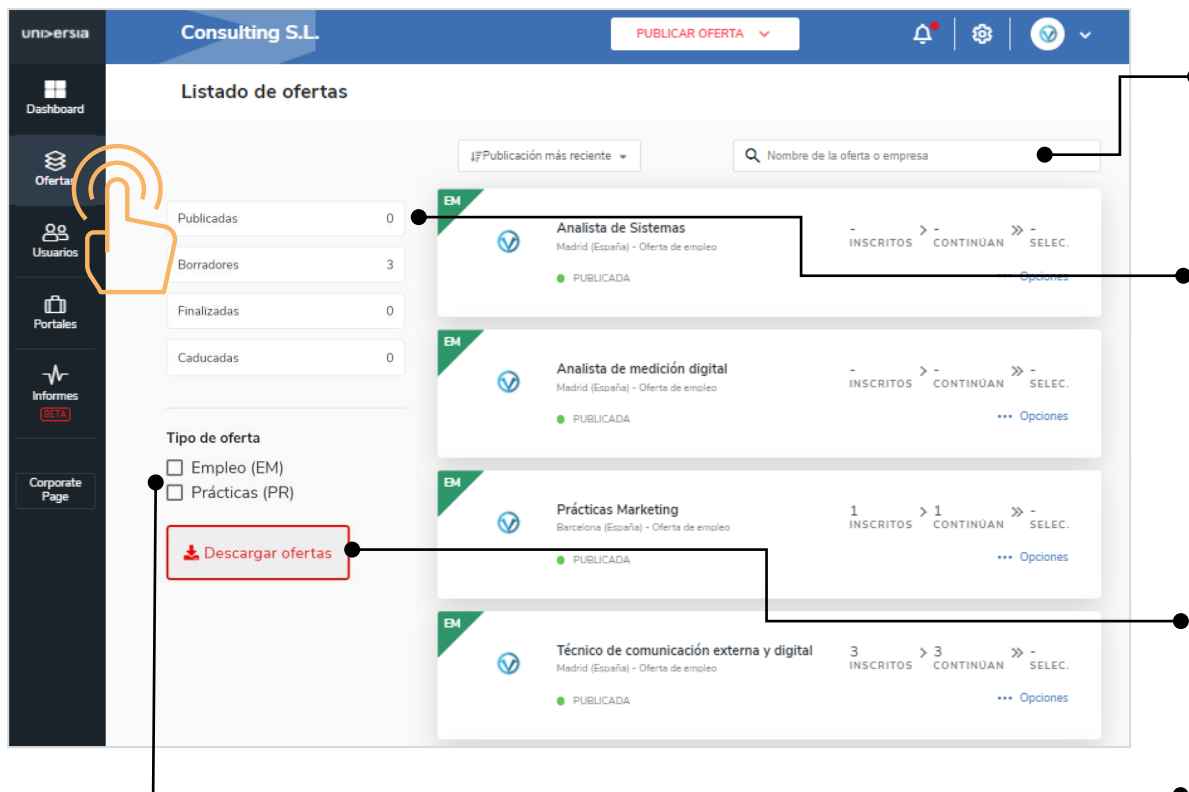 uni>ersia
Consulting S.L.
PUBLICAR OFERTA
Dashboard
Ofertas
Usuarios
Portales
Informes
BETA
Corporate
Page
Listado de ofertas
Publicación más reciente
Nombre de la oferta o empresa
Publicadas 0
Borradores 3
Finalizadas 0
Caducadas 0
Tipo de oferta
Empleo (EM)
Prácticas (PR)
Descargar ofertas
EM
Analista de Sistemas
Madrid (España) - Oferta de empleo
PUBLICADA
- > - >> -
INSCRITOS CONTINÚAN SELEC.
••• Opciones
EM
Analista de medición digital
Madrid (España) - Oferta de empleo
PUBLICADA
- > - >> -
INSCRITOS CONTINÚAN SELEC.
••• Opciones
EM
Prácticas Marketing
Barcelona (España) - Oferta de empleo
PUBLICADA
1 > 1 >> -
INSCRITOS CONTINÚAN SELEC.
••• Opciones
EM
Técnico de comunicación externa y digital
Madrid (España) - Oferta de empleo
PUBLICADA
3 > 3 >> -
INSCRITOS CONTINÚAN SELEC.
••• Opciones